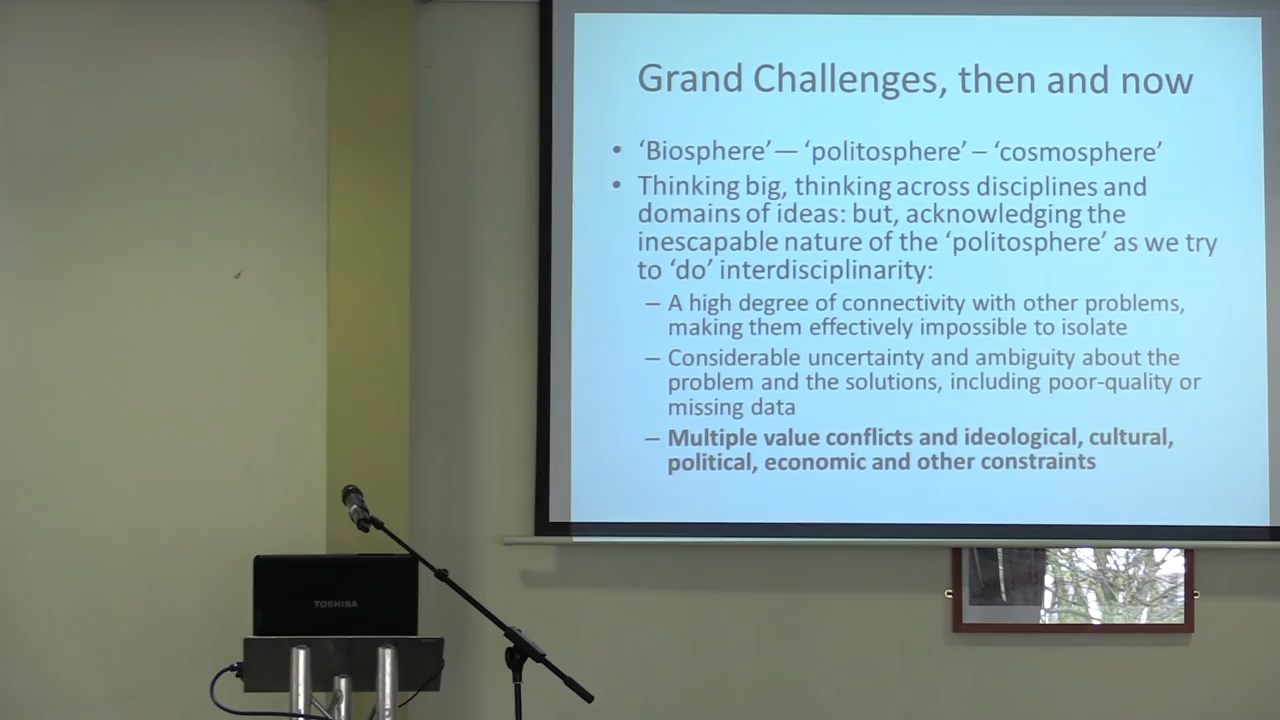 Grand Challenges, then and now
• ‘Biosphere’— ‘politosphere’ – ‘cosmosphere’
• Thinking big, thinking across disciplines and
domains of ideas: but, acknowledging the
inescapable nature of the ‘politosphere’ as we try
to ‘do’ interdisciplinarity:
– A high degree of connectivity with other problems,
making them effectively impossible to isolate
– Considerable uncertainty and ambiguity about the
problem and the solutions, including poor-quality or
missing data
– Multiple value conflicts and ideological, cultural,
political, economic and other constraints
TOSHIBA